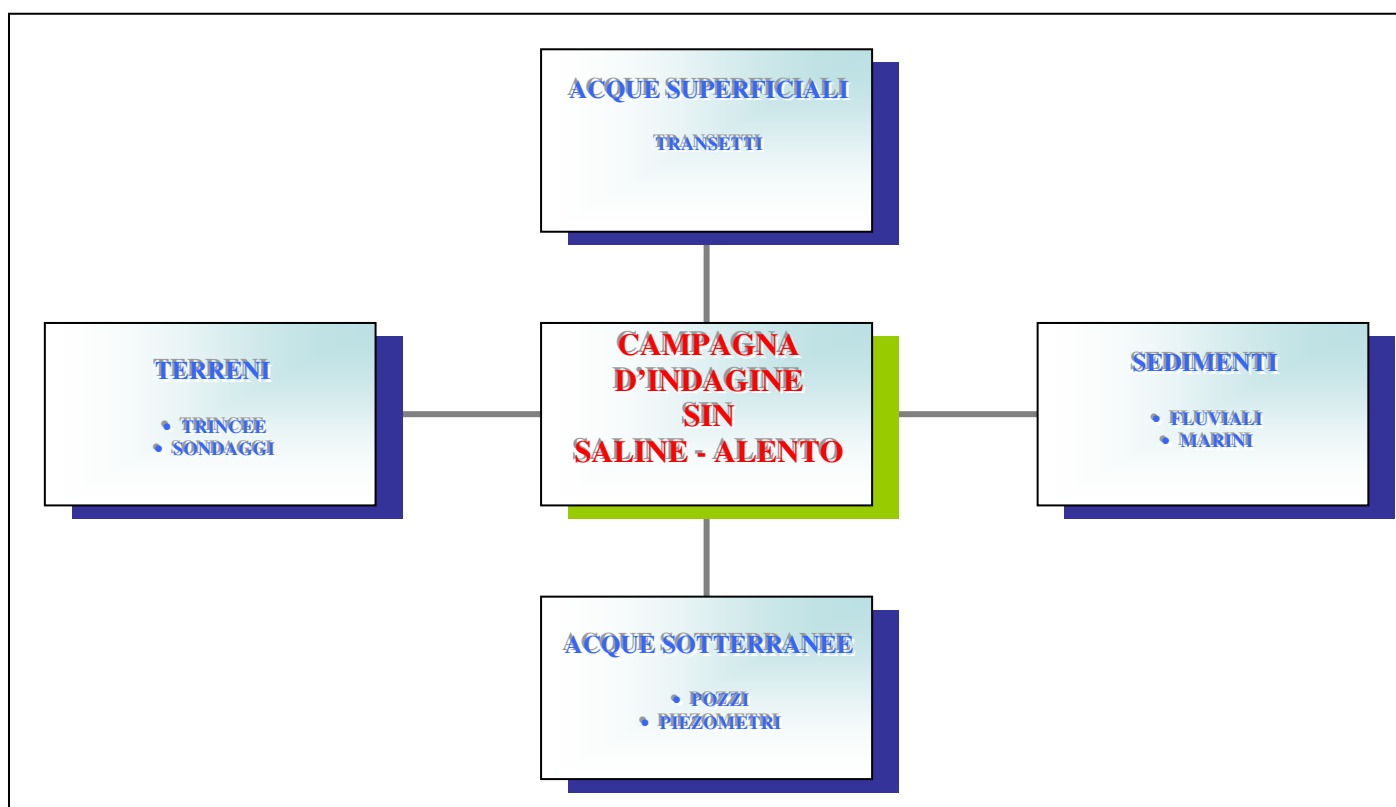 ACQUE SUPERFICIALI
TRANSETTI
TERRENI
• TRINCEE
• SONDAGGI
CAMPAGNA
D’INDAGINE
SIN
SALINE - ALENTO
SEDIMENTI
• FLUVIALI
• MARINI
ACQUE SOTTERRANEE
• POZZI
• PIEZOMETRI